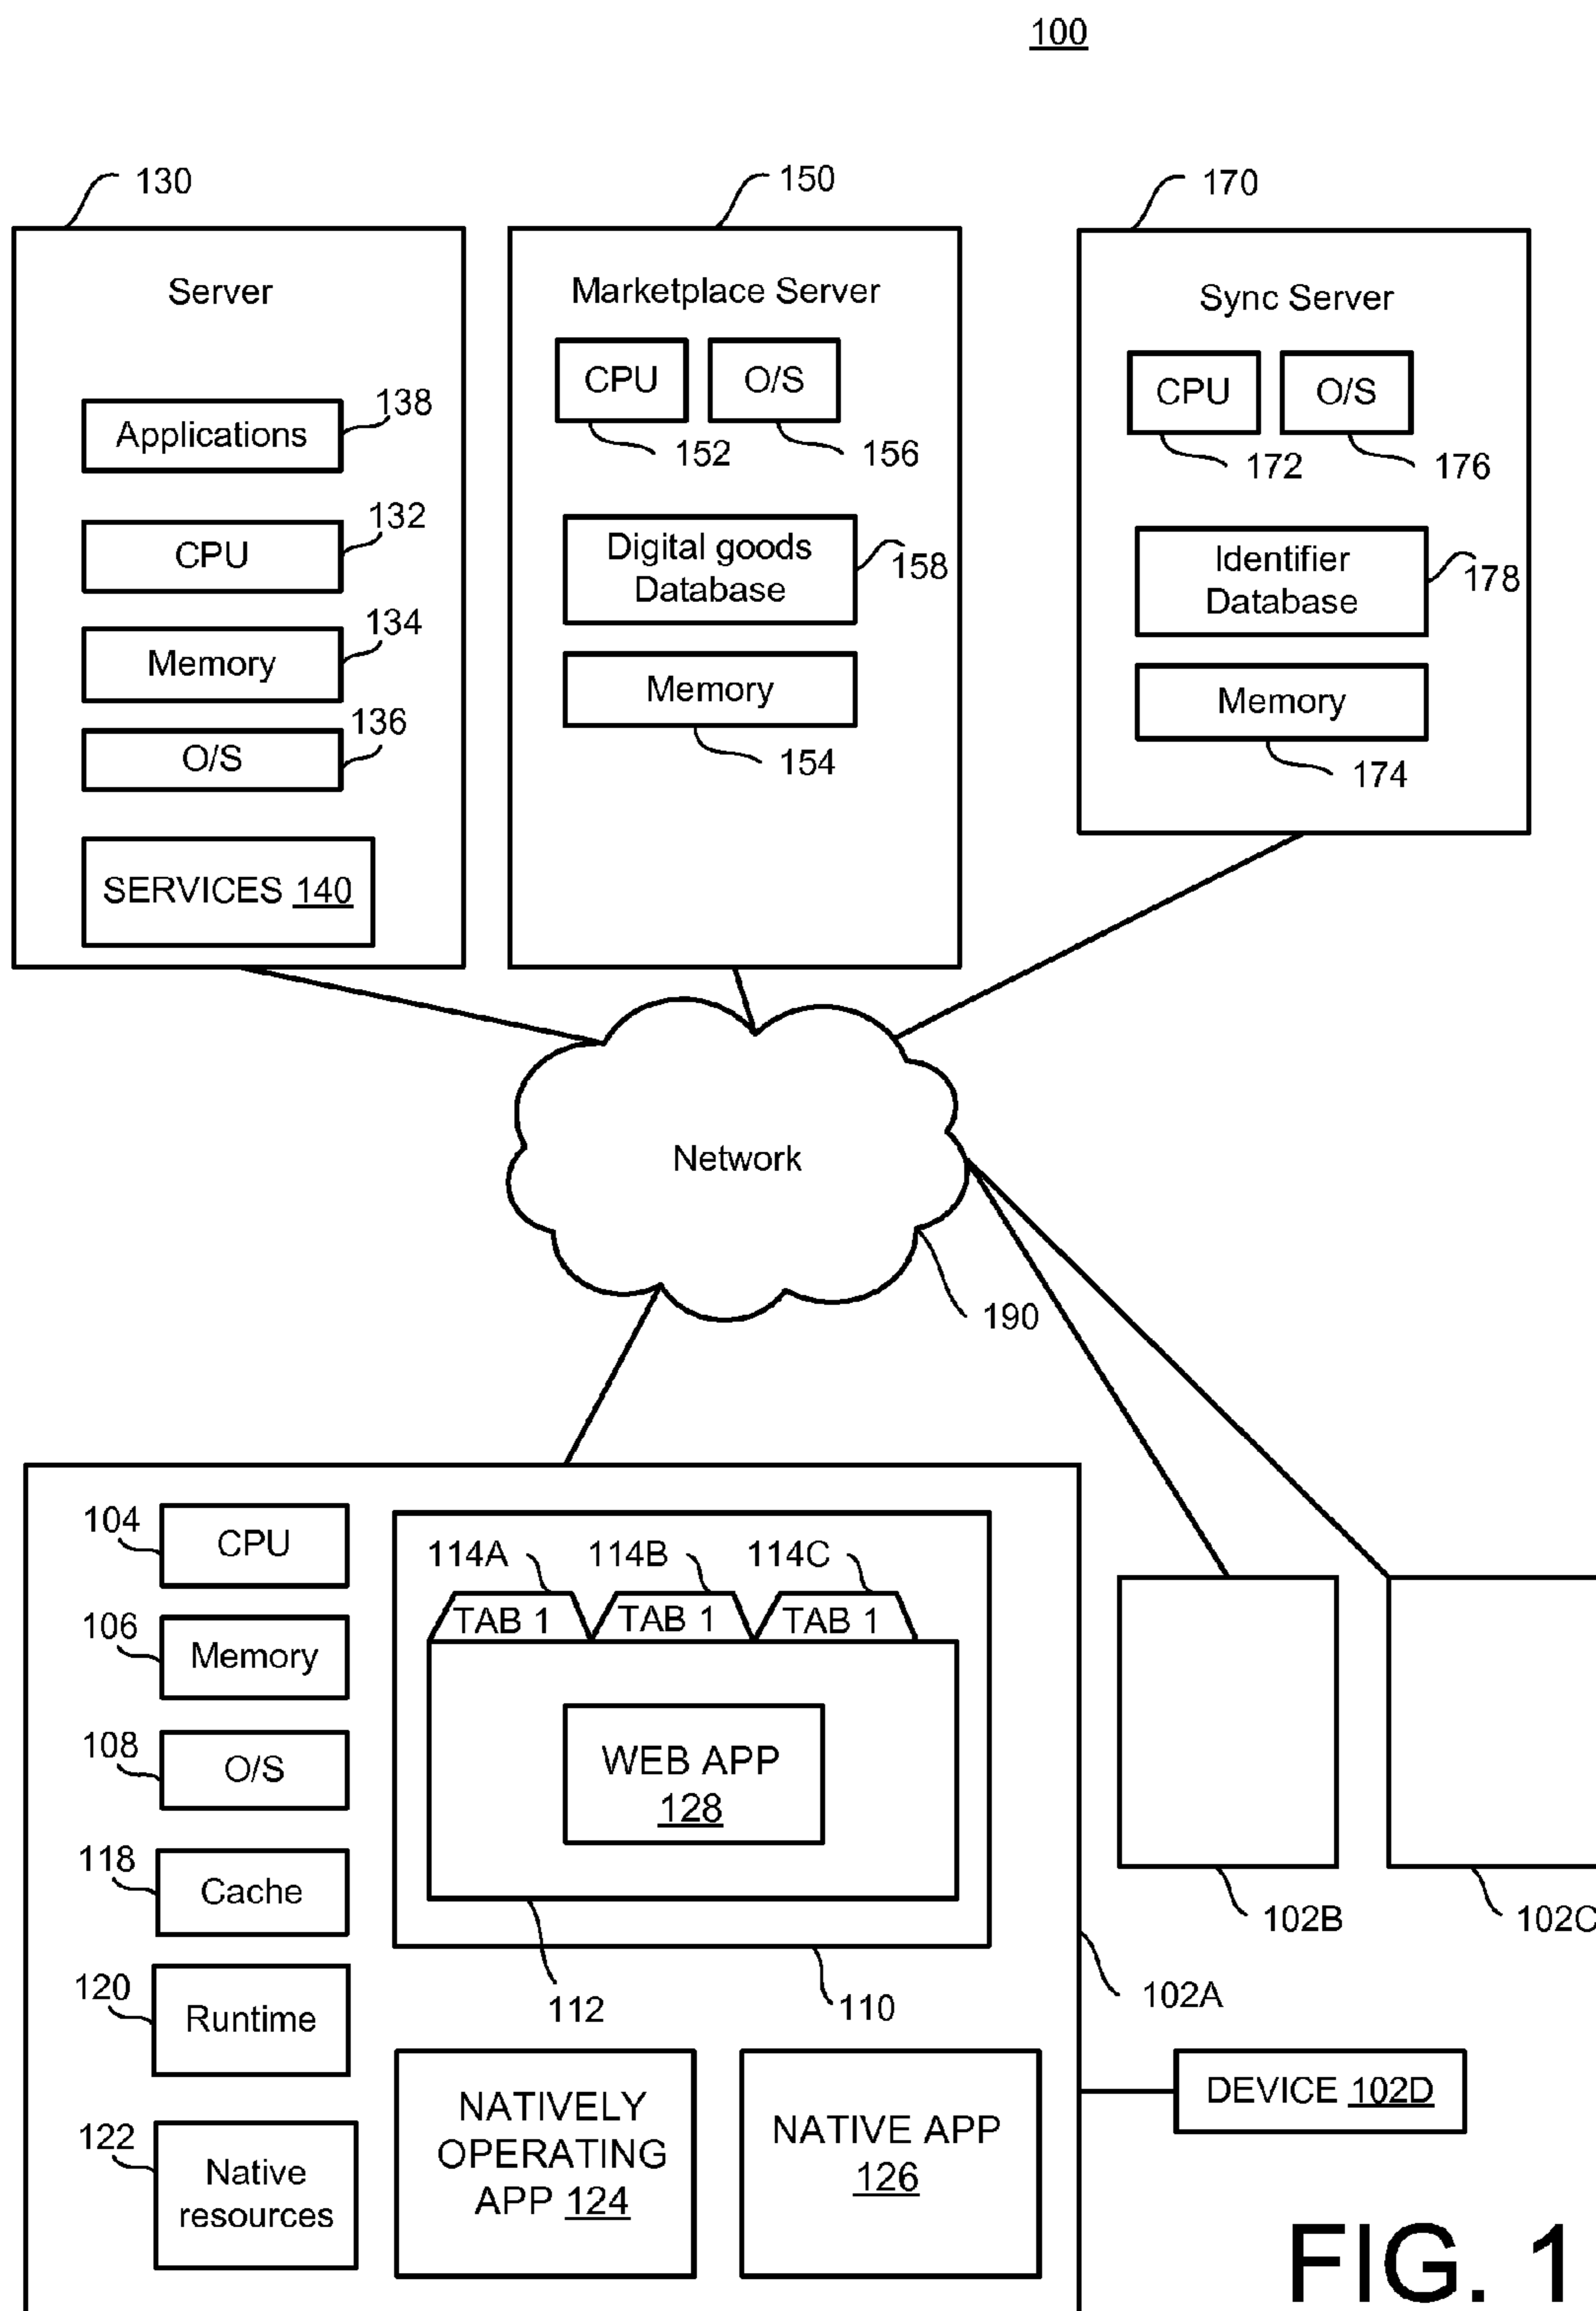 100
130
150
170
Server
Applications
138
CPU
132
Memory
134
O/S
136
SERVICES 140
Marketplace Server
CPU
O/S
152
156
Digital goods
Database
158
Memory
154
Sync Server
CPU
O/S
172
176
Identifier
Database
178
Memory
174
Network
190
104
CPU
106
Memory
108
O/S
118
Cache
120
Runtime
122
Native
resources
114A
114B
114C
TAB 1
TAB 1
TAB 1
WEB APP
128
112
110
NATIVELY
OPERATING
APP 124
NATIVE APP
126
102A
102B
102C
DEVICE 102D
FIG. 1